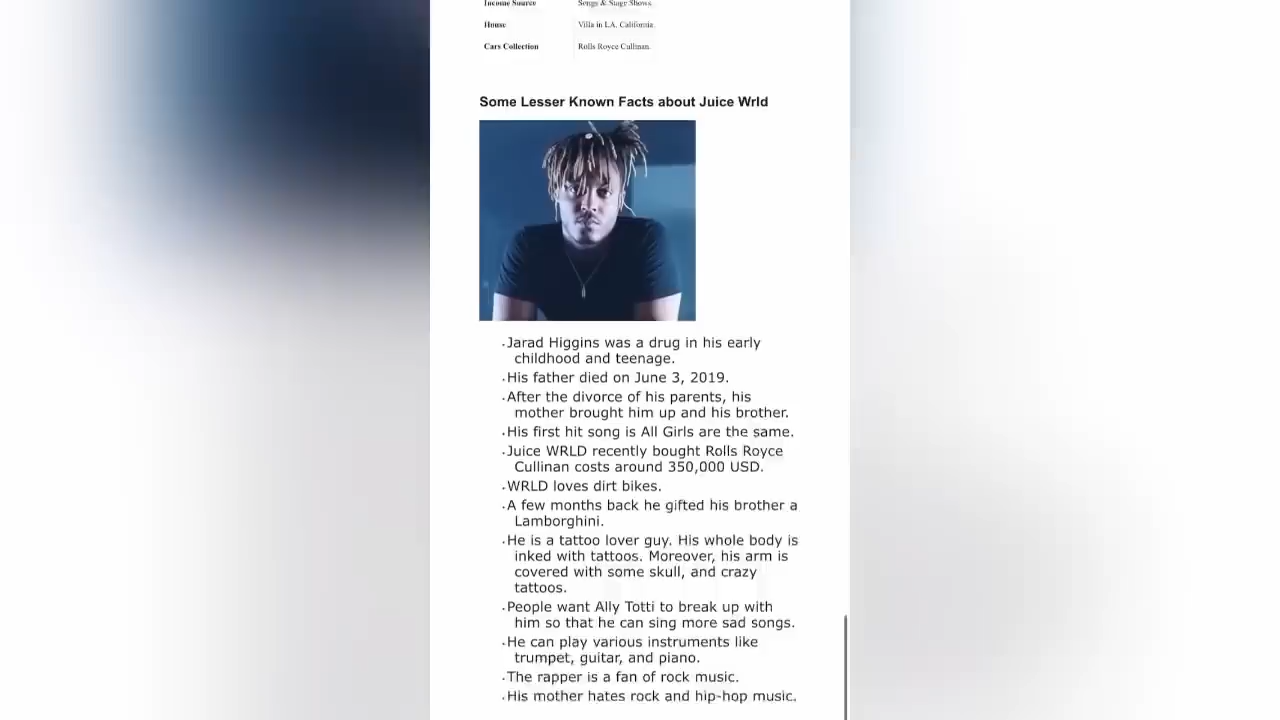 Income Source Songs & Stage Shows.
House Villa in LA, California.
Cars Collection Rolls Royce Cullinan.
Some Lesser Known Facts about Juice Wrld
·Jarad Higgins was a drug in his early
childhood and teenage.
·His father died on June 3, 2019.
·After the divorce of his parents, his
mother brought him up and his brother.
·His first hit song is All Girls are the same.
·Juice WRLD recently bought Rolls Royce
Cullinan costs around 350,000 USD.
·WRLD loves dirt bikes.
·A few months back he gifted his brother a
Lamborghini.
·He is a tattoo lover guy. His whole body is
inked with tattoos. Moreover, his arm is
covered with some skull, and crazy
tattoos.
·People want Ally Totti to break up with
him so that he can sing more sad songs.
·He can play various instruments like
trumpet, guitar, and piano.
·The rapper is a fan of rock music.
·His mother hates rock and hip-hop music.